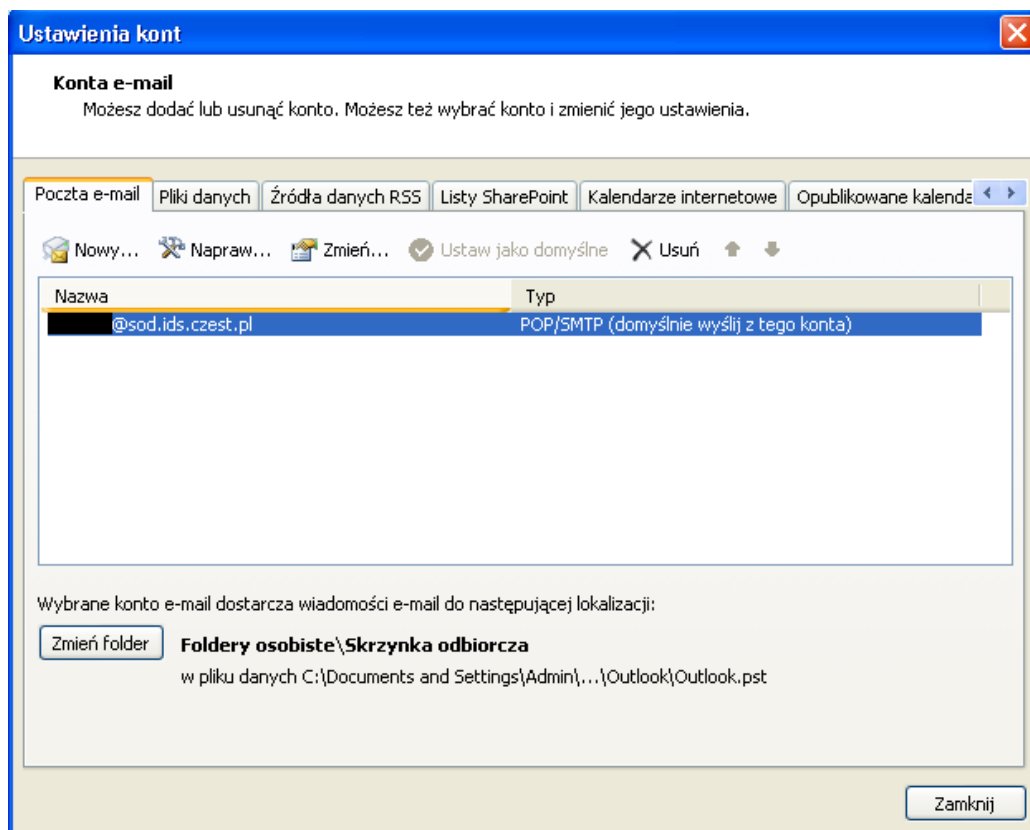 Ustawienia kont
Konta e-mail
Możesz dodać lub usunąć konto. Możesz też wybrać konto i zmienić jego ustawienia.
Poczta e-mail Pliki danych Źródła danych RSS Listy SharePoint Kalendarze internetowe Opublikowane kalenda
Nowy... Napraw... Zmień... Ustaw jako domyślne Usuń
Nazwa Typ
@sod.ids.czest.pl POP/SMTP (domyślnie wyślij z tego konta)
Wybrane konto e-mail dostarcza wiadomości e-mail do następującej lokalizacji:
Zmień folder Foldery osobiste\Skrzynka odbiorcza
w pliku danych C:\Documents and Settings\Admin\...\Outlook\Outlook.pst
Zamknij